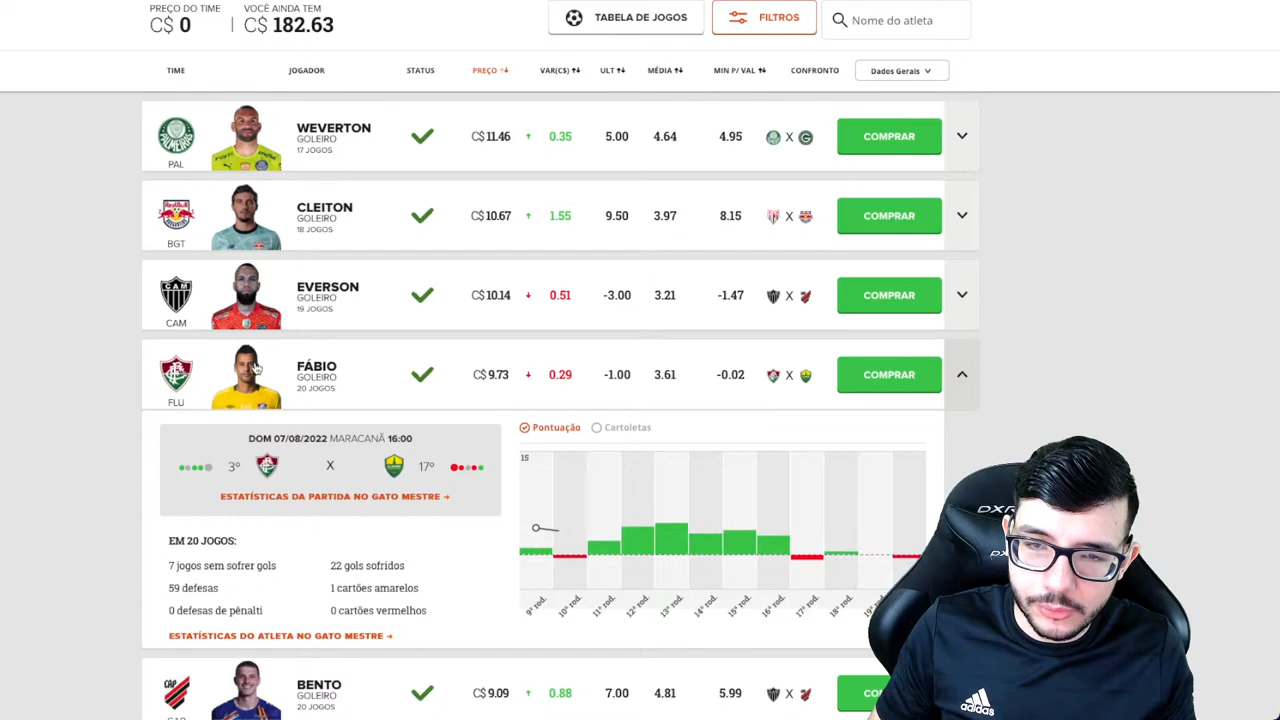 PREÇO DO TIME
C$ 0
VOCÊ AINDA TEM
C$ 182.63
TABELA DE JOGOS
FILTROS
Nome do atleta
TIME JOGADOR STATUS PREÇO VAR(C$) ULT MÉDIA MIN P/ VAL CONFRONTO Dados Gerais
PAL
WEVERTON
GOLEIRO
17 JOGOS
C$ 11.46 0.35 5.00 4.64 4.95 X COMPRAR
BGT
CLEITON
GOLEIRO
18 JOGOS
C$ 10.67 1.55 9.50 3.97 8.15 X COMPRAR
CAM
EVERSON
GOLEIRO
19 JOGOS
C$ 10.14 0.51 -3.00 3.21 -1.47 X COMPRAR
FLU
FÁBIO
GOLEIRO
20 JOGOS
C$ 9.73 0.29 -1.00 3.61 -0.02 X COMPRAR
DOM 07/08/2022 MARACANÃ 16:00
3º X 17º
ESTATÍSTICAS DA PARTIDA NO GATO MESTRE →
EM 20 JOGOS:
7 jogos sem sofrer gols 22 gols sofridos
59 defesas 1 cartões amarelos
0 defesas de pênalti 0 cartões vermelhos
ESTATÍSTICAS DO ATLETA NO GATO MESTRE →
Pontuação Cartoletas
15
9ª rod. 10ª rod. 11ª rod. 12ª rod. 13ª rod. 14ª rod. 15ª rod. 16ª rod. 17ª rod. 18ª rod.
BENTO
GOLEIRO
20 JOGOS
C$ 9.09 0.88 7.00 4.81 5.99 X
DXR
adidas